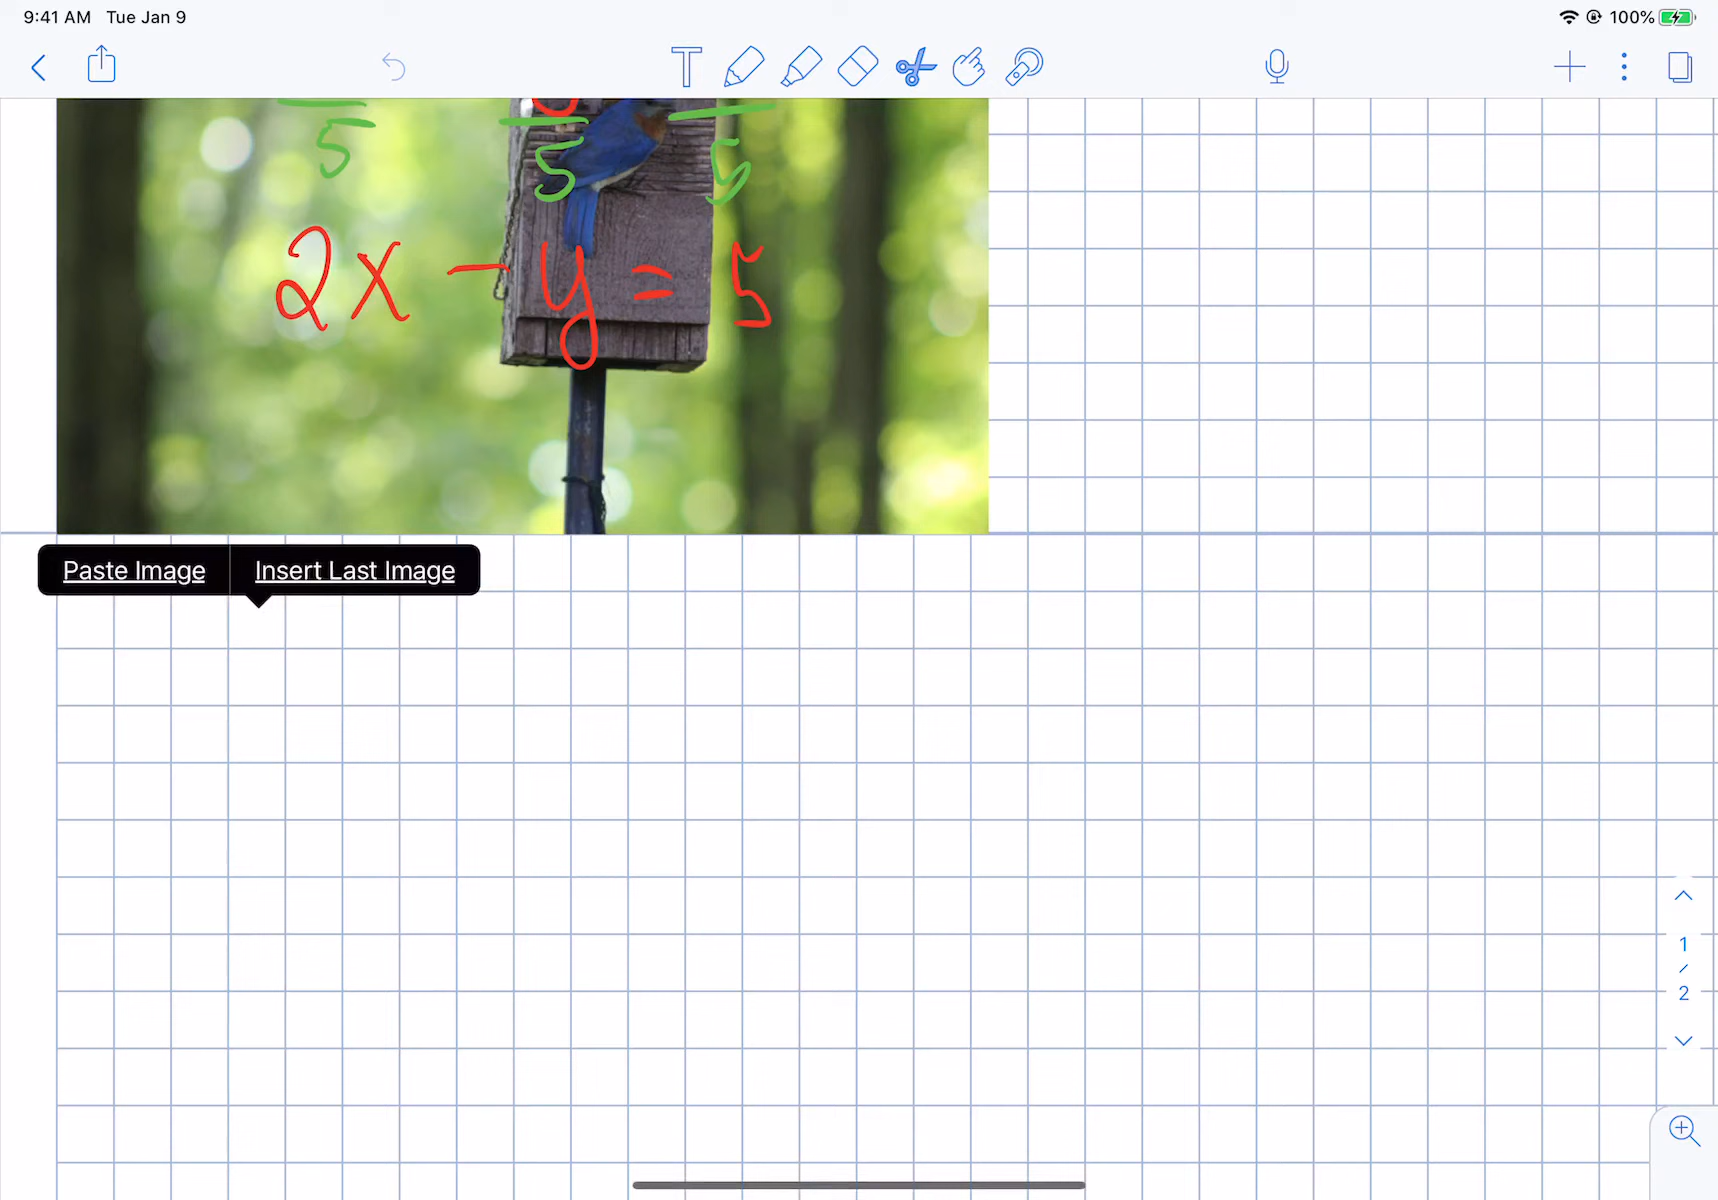 9:41 AM Tue Jan 9 100%
T
5 5 5
2x - y = 5
Paste Image Insert Last Image
1
/
2